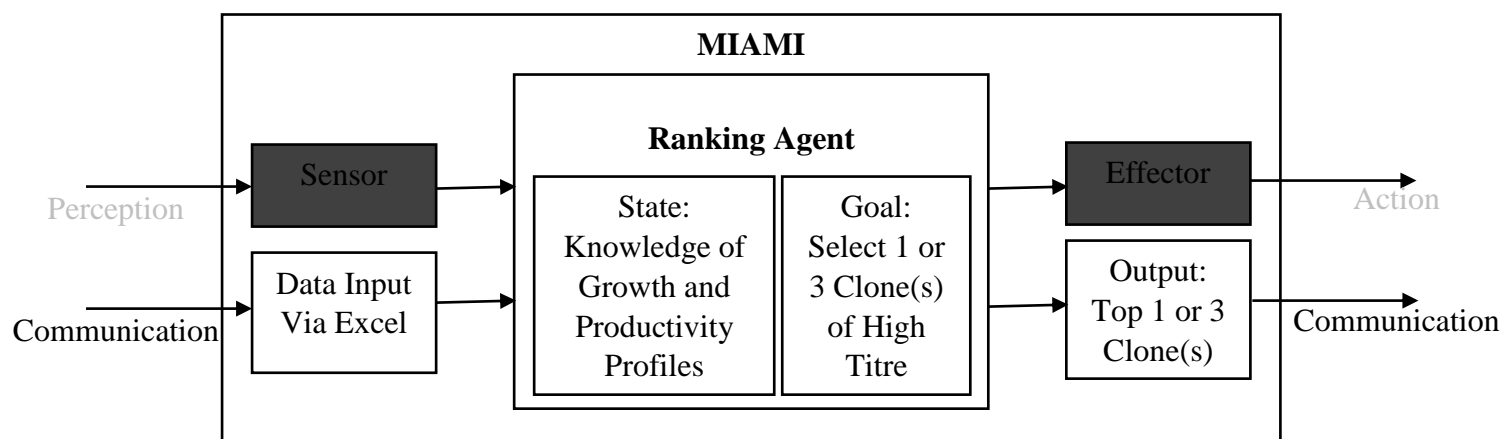 MIAMI
Ranking Agent
Sensor
Perception
Data Input
Via Excel
Communication
State:
Knowledge of
Growth and
Productivity
Profiles
Goal:
Select 1 or
3 Clone(s)
of High
Titre
Effector
Action
Output:
Top 1 or 3
Clone(s)
Communication